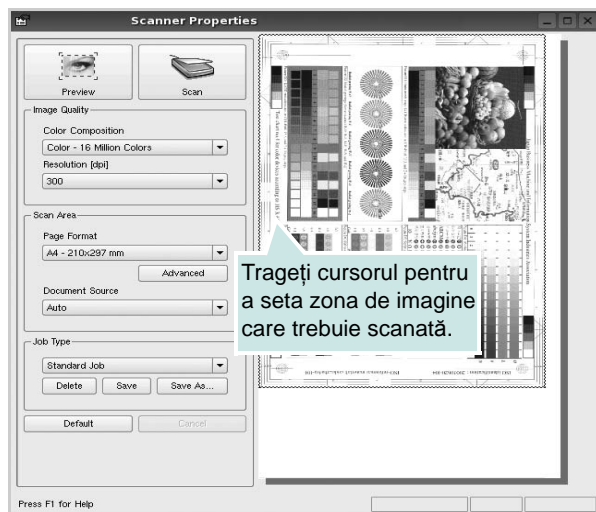 Scanner Properties
Preview
Scan
Image Quality
Color Composition
Color - 16 Million Colors
Resolution [dpi]
300
Scan Area
Page Format
A4 - 210x297 mm
Advanced
Document Source
Auto
Job Type
Standard Job
Delete
Save
Save As...
Default
Cancel
Trageți cursorul pentru
a seta zona de imagine
care trebuie scanată.
Press F1 for Help